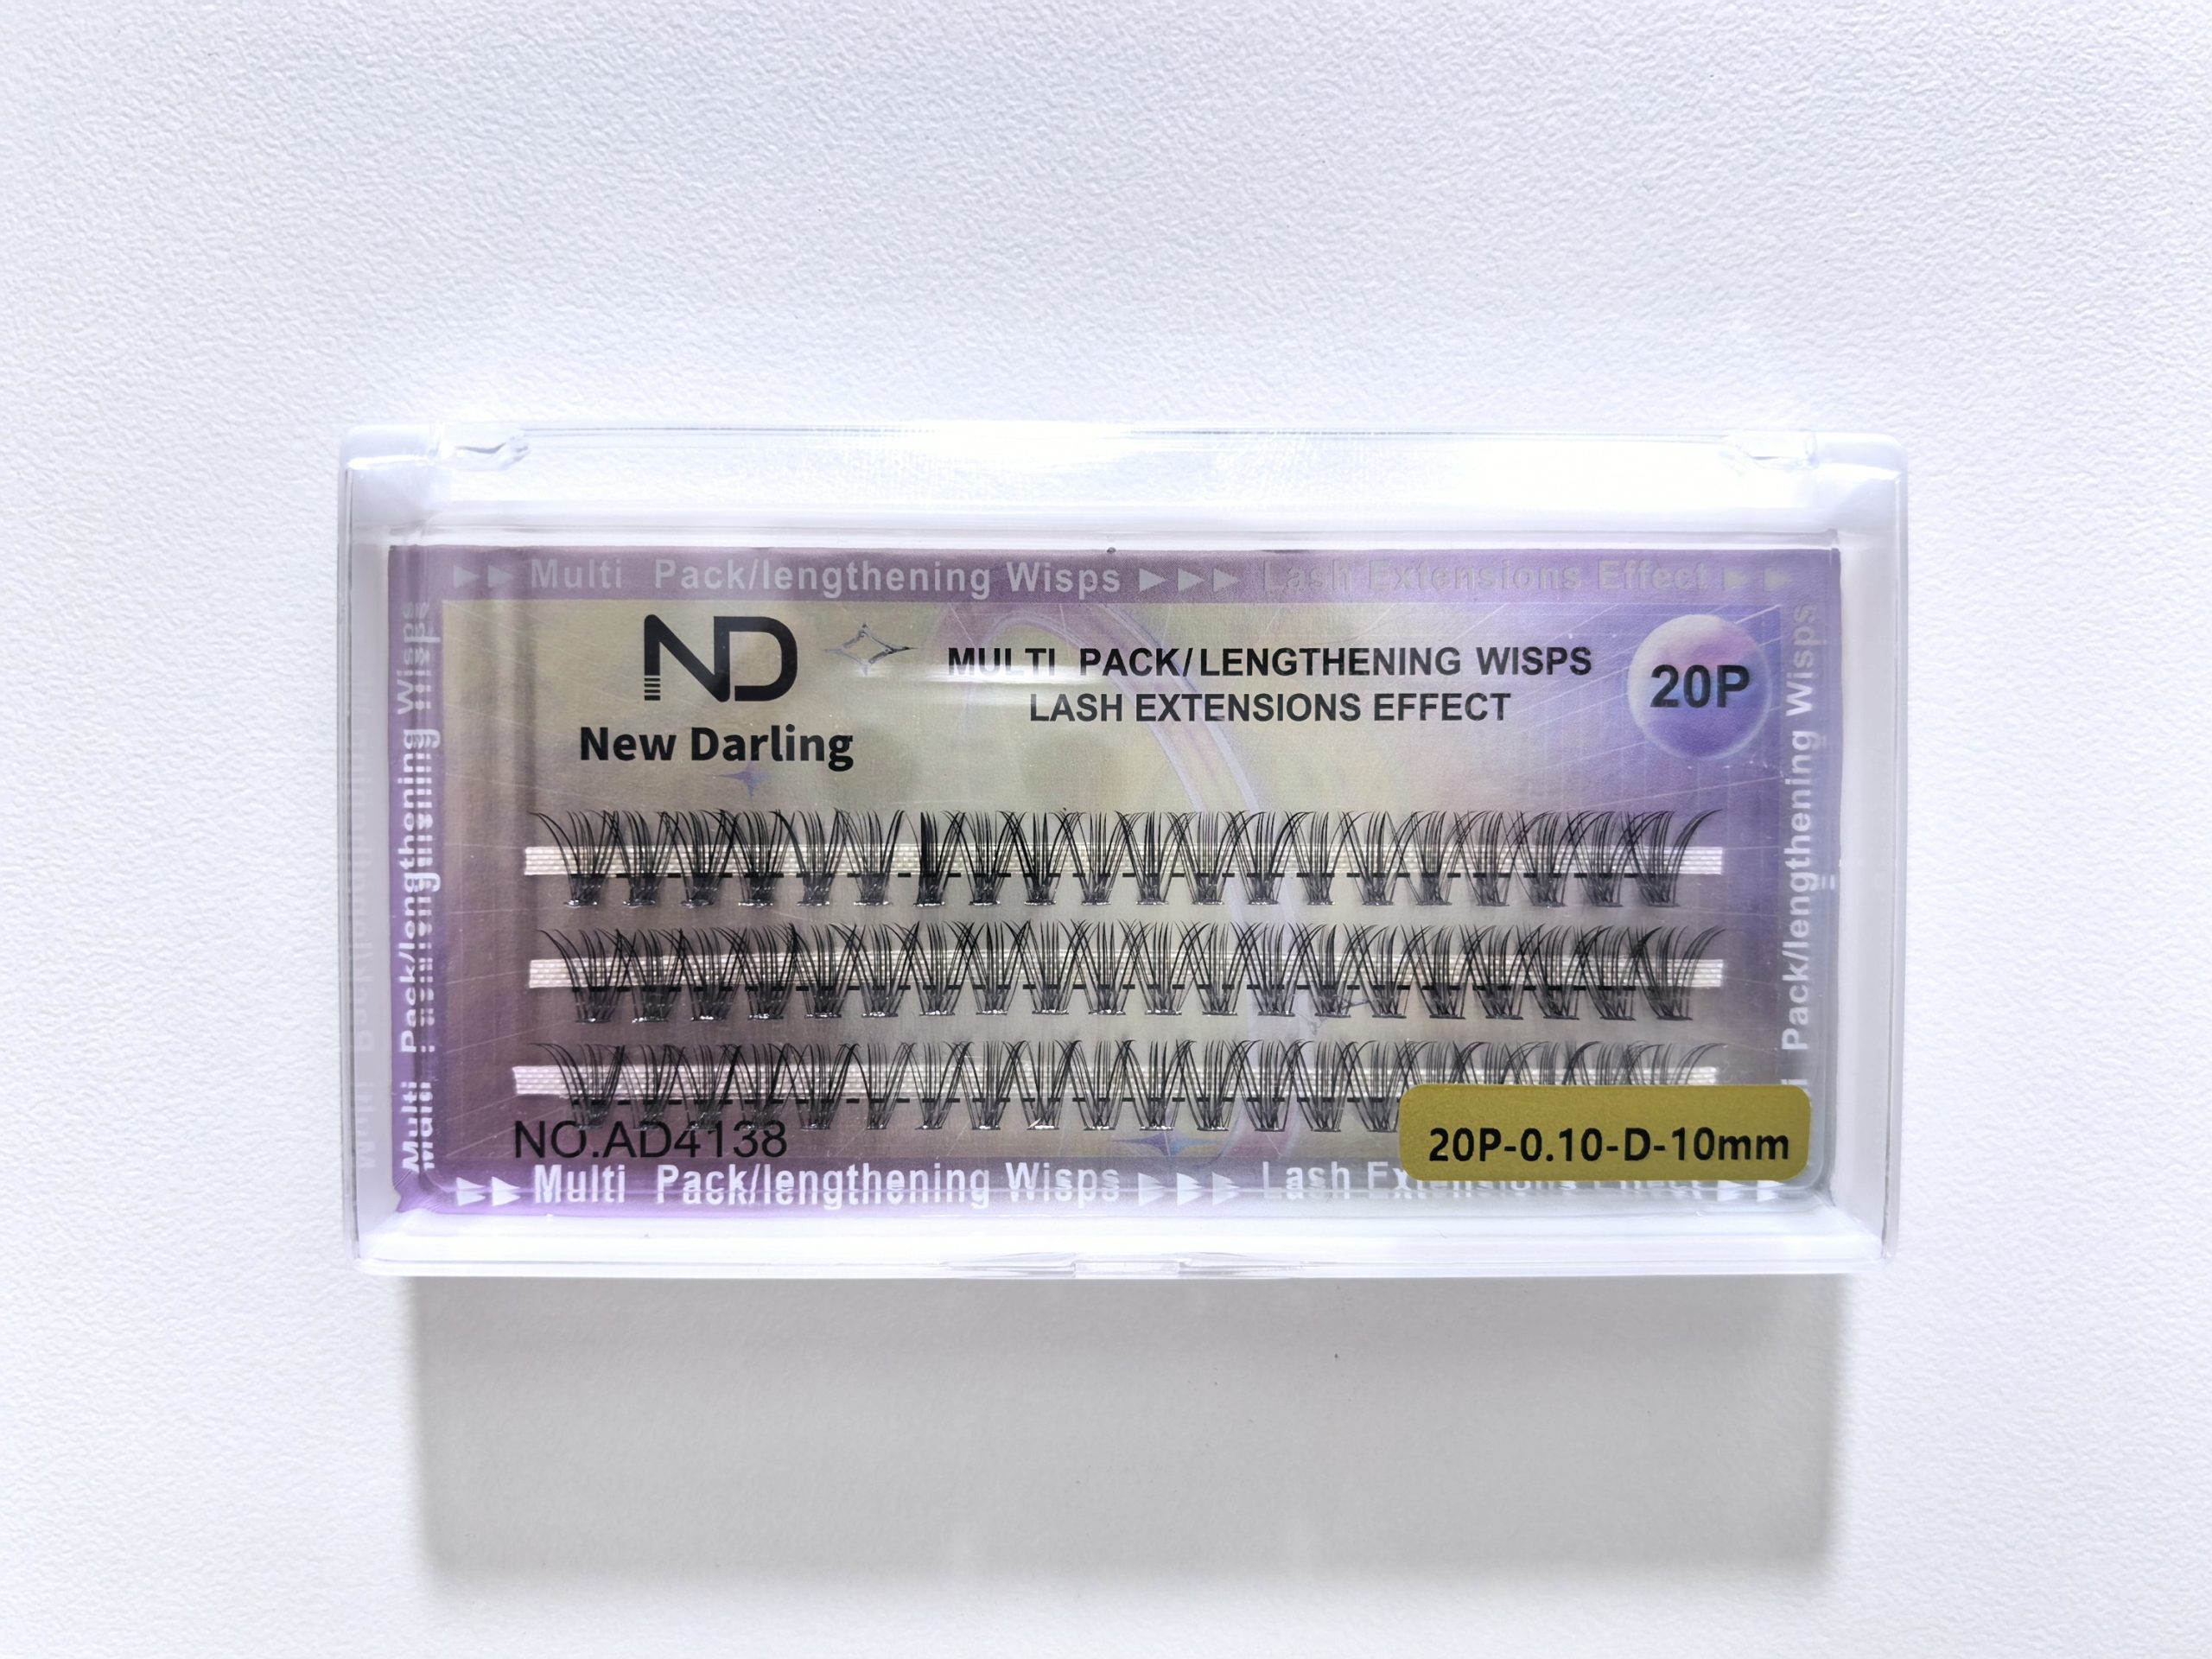 Multi Pack/lengthening Wisps Lash Extensions Effect
ND
New Darling
MULTI PACK/LENGTHENING WISPS
LASH EXTENSIONS EFFECT
20P
Multi Pack/lengthening Wisps
Pack/lengthening Wisps
NO.AD4138
20P-0.10-D-10mm
Multi Pack/lengthening Wisps Lash